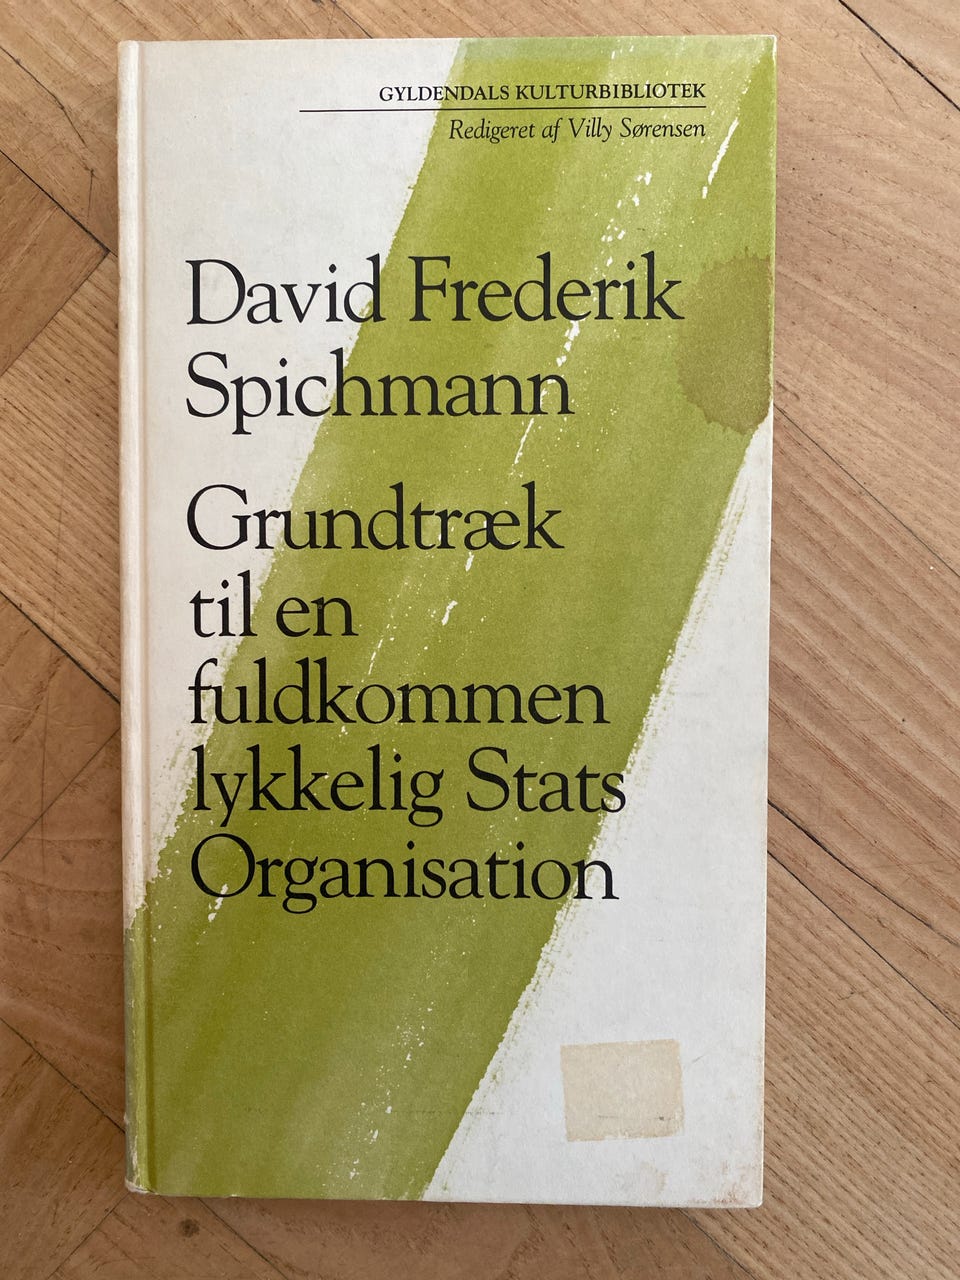 GYLDENDALS KULTURBIBLIOTEK
Redigeret af Villy Sørensen
David Frederik
Spichmann
Grundtræk
til en
fuldkommen
lykkelig Stats
Organisation